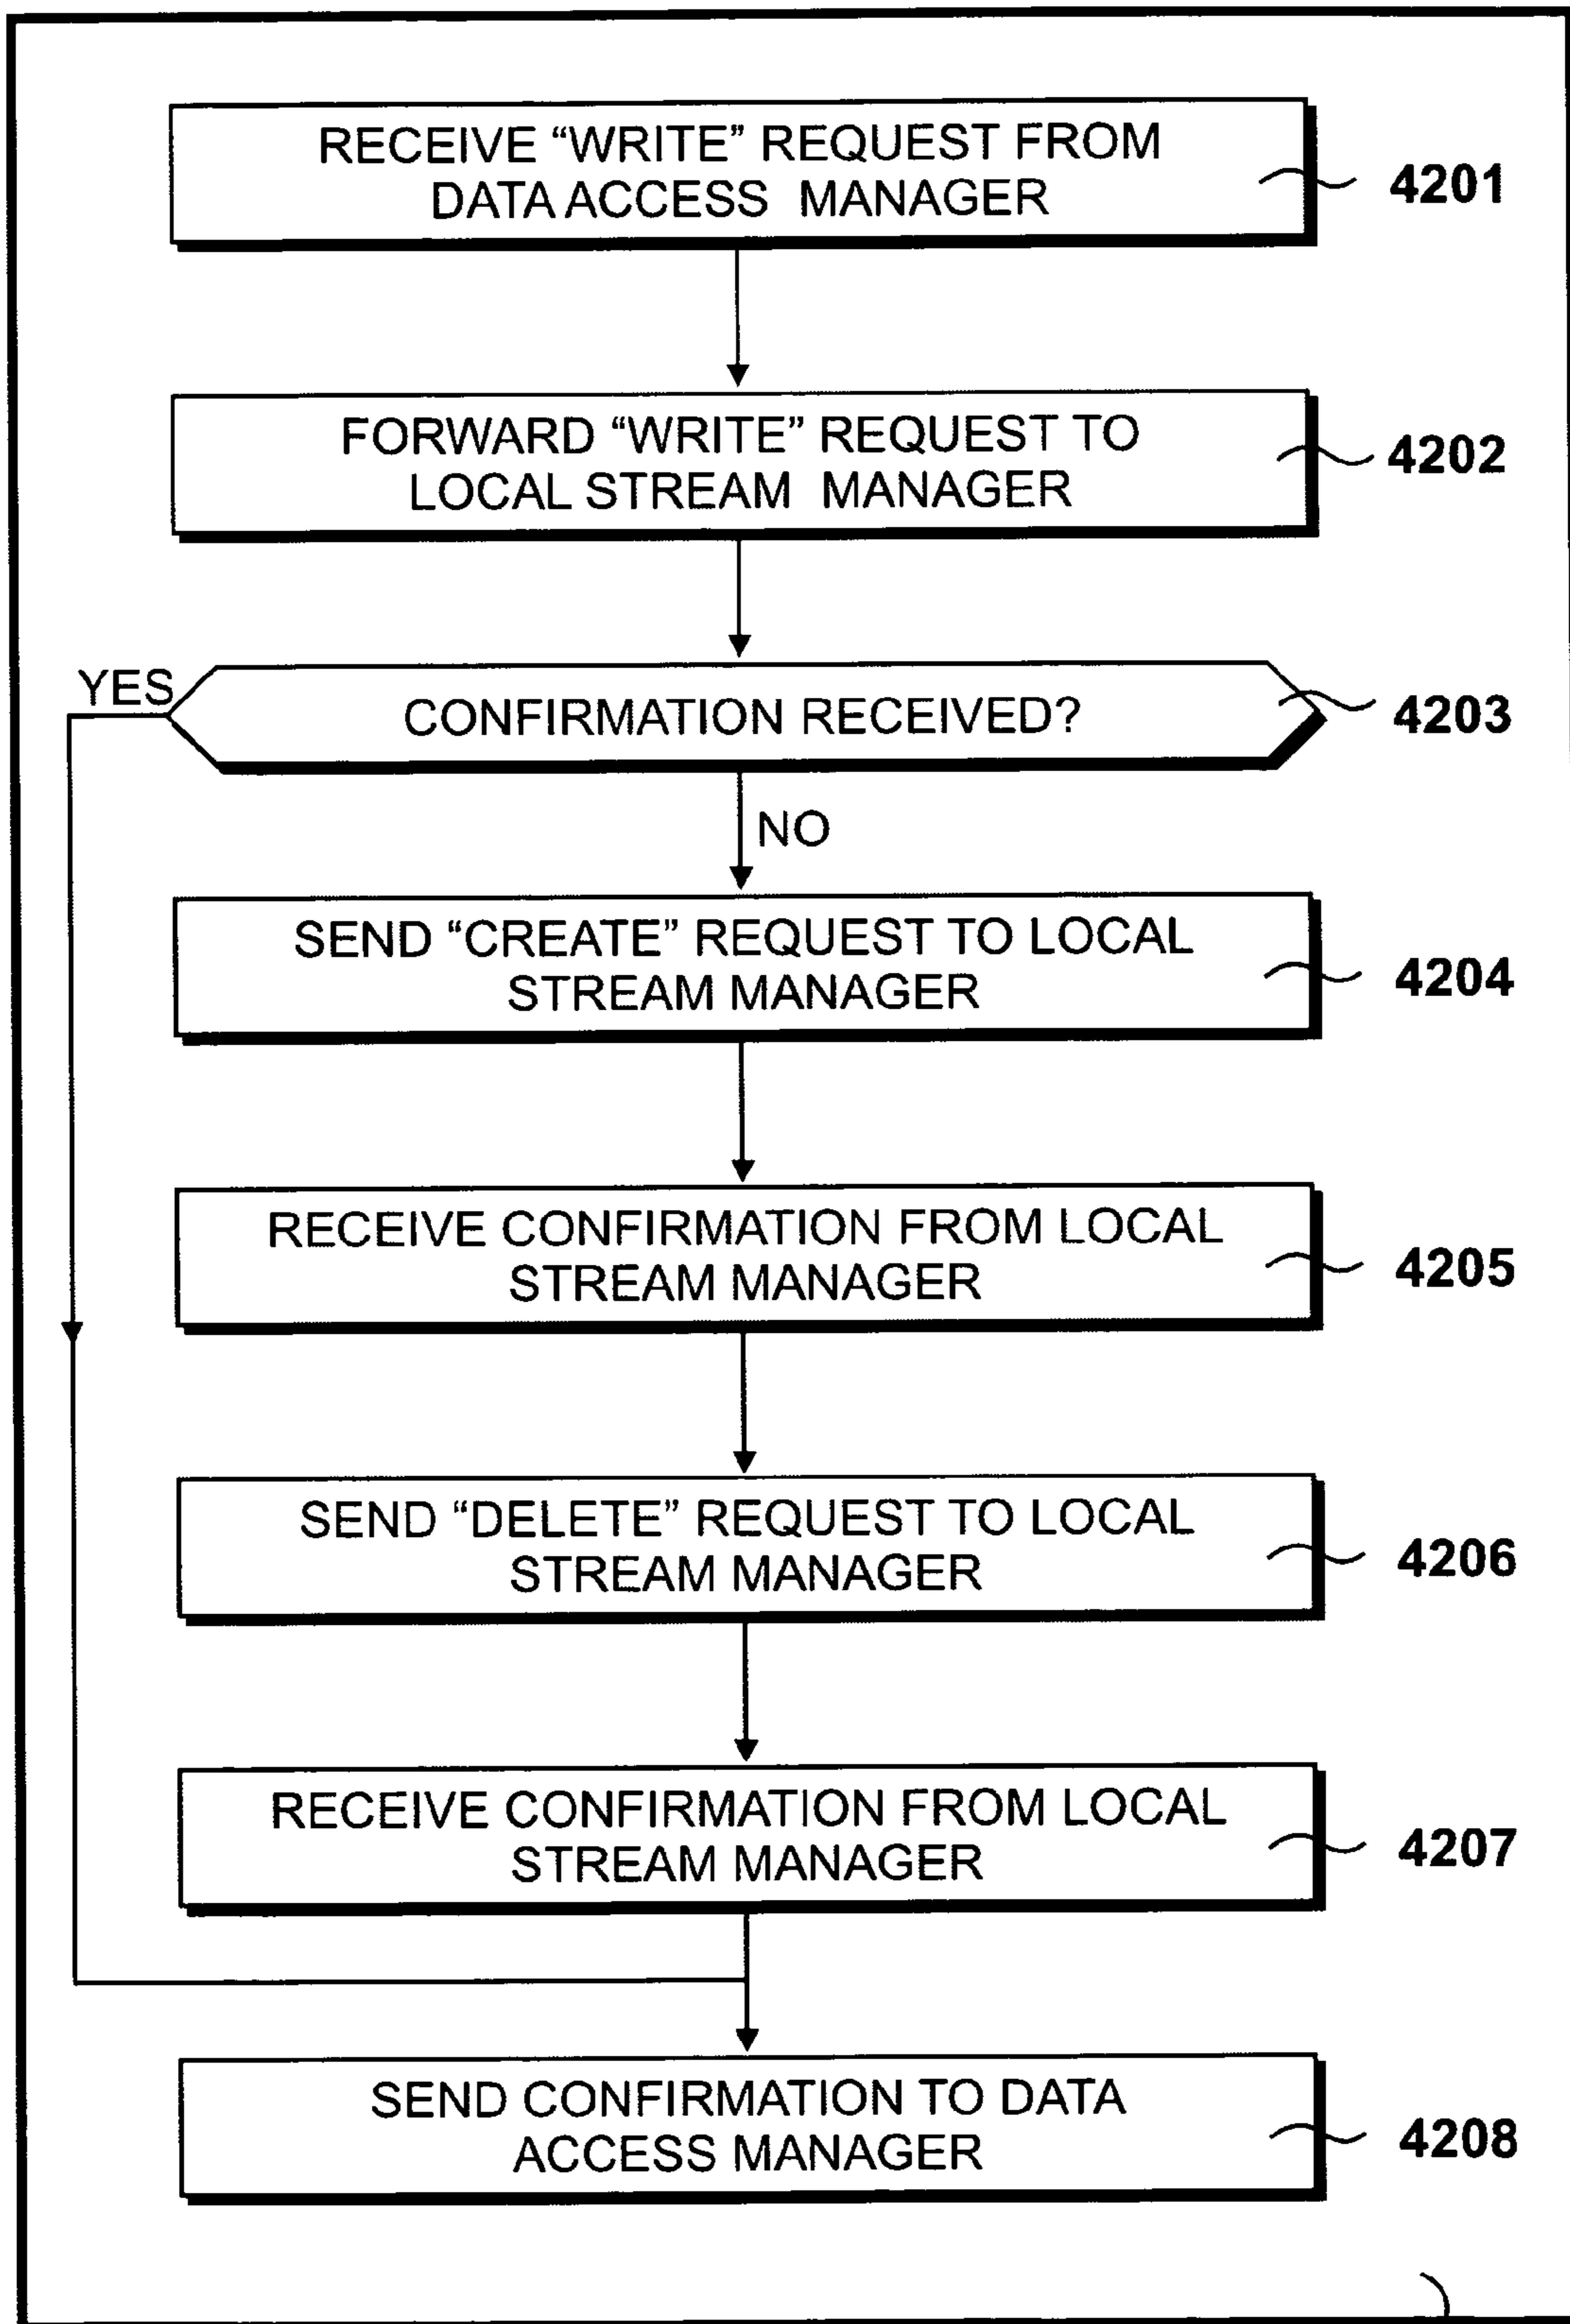 RECEIVE “WRITE” REQUEST FROM
DATA ACCESS MANAGER
4201
FORWARD “WRITE” REQUEST TO
LOCAL STREAM MANAGER
4202
YES
CONFIRMATION RECEIVED?
4203
NO
SEND “CREATE” REQUEST TO LOCAL
STREAM MANAGER
4204
RECEIVE CONFIRMATION FROM LOCAL
STREAM MANAGER
4205
SEND “DELETE” REQUEST TO LOCAL
STREAM MANAGER
4206
RECEIVE CONFIRMATION FROM LOCAL
STREAM MANAGER
4207
SEND CONFIRMATION TO DATA
ACCESS MANAGER
4208